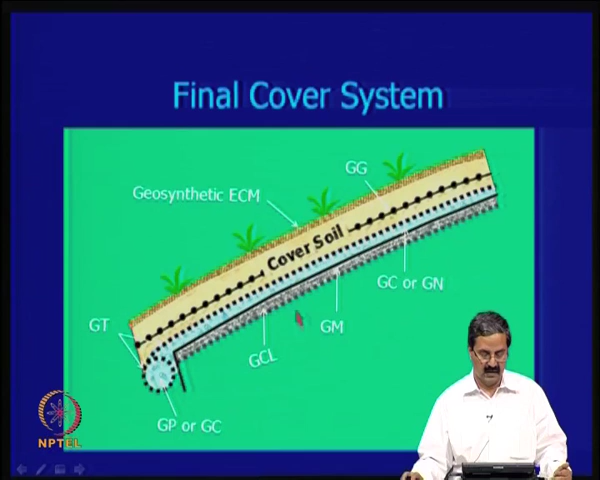 Final Cover System
GG
Geosynthetic ECM
Cover Soil
GC or GN
GT
GM
GCL
GP or GC
NPTEL